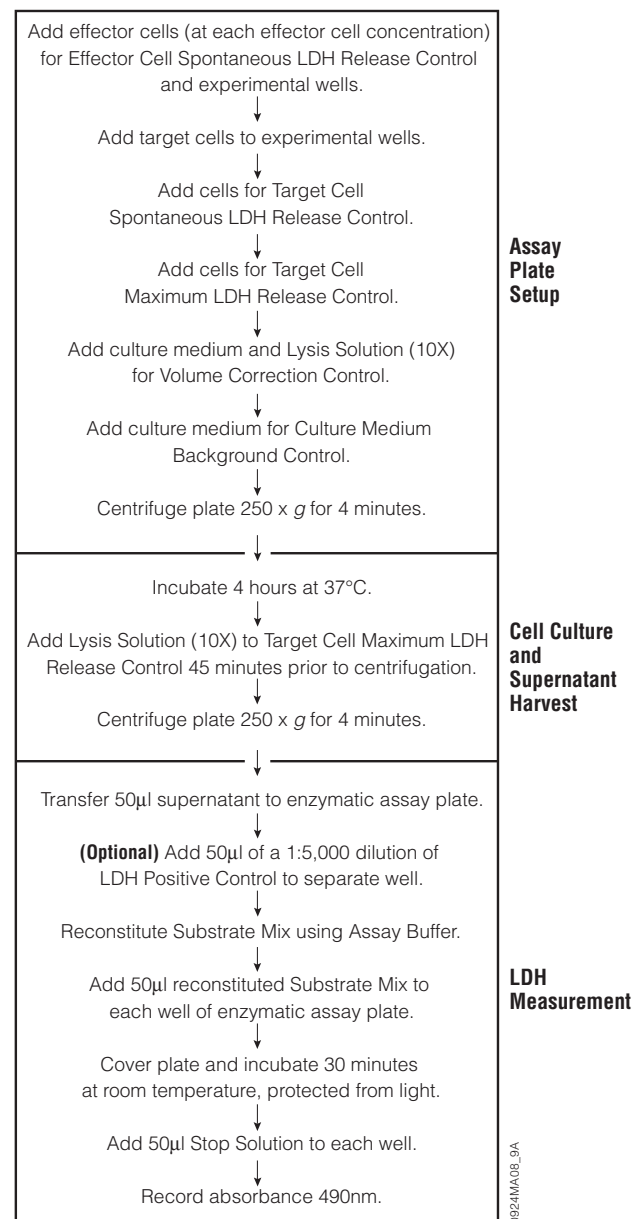 Add effector cells (at each effector cell concentration)
for Effector Cell Spontaneous LDH Release Control
and experimental wells.
Add target cells to experimental wells.
Add cells for Target Cell
Spontaneous LDH Release Control.
Add cells for Target Cell
Maximum LDH Release Control.
Add culture medium and Lysis Solution (10X)
for Volume Correction Control.
Add culture medium for Culture Medium
Background Control.
Centrifuge plate 250 x g for 4 minutes.
Assay
Plate
Setup
Incubate 4 hours at 37°C.
Add Lysis Solution (10X) to Target Cell Maximum LDH
Release Control 45 minutes prior to centrifugation.
Centrifuge plate 250 x g for 4 minutes.
Cell Culture
and
Supernatant
Harvest
Transfer 50µl supernatant to enzymatic assay plate.
(Optional) Add 50µl of a 1:5,000 dilution of
LDH Positive Control to separate well.
Reconstitute Substrate Mix using Assay Buffer.
Add 50µl reconstituted Substrate Mix to
each well of enzymatic assay plate.
Cover plate and incubate 30 minutes
at room temperature, protected from light.
Add 50µl Stop Solution to each well.
Record absorbance 490nm.
LDH
Measurement